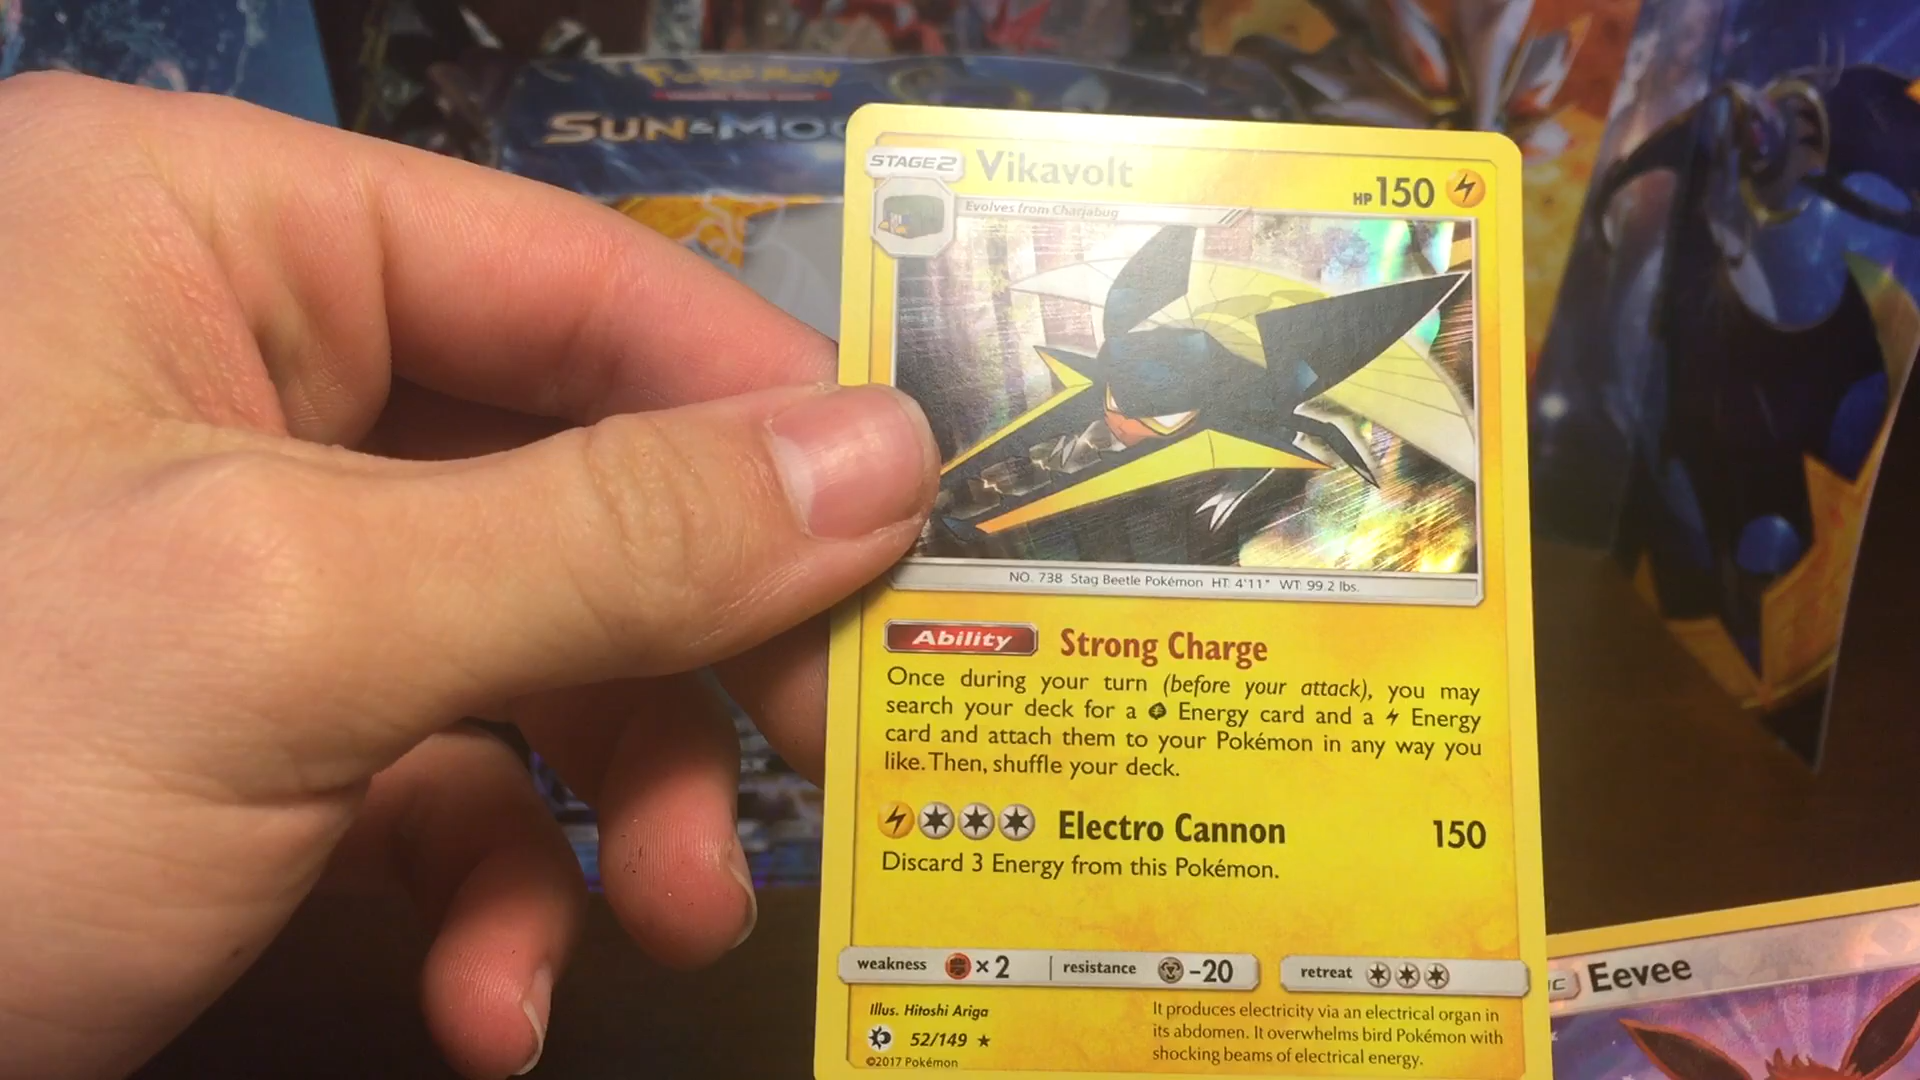 POKÉMON
SUN & MOO
STAGE2 Vikavolt HP 150
Evolves from Charjabug
NO. 738 Stag Beetle Pokémon HT: 4'11" WT: 99.2 lbs.
Ability Strong Charge
Once during your turn (before your attack), you may
search your deck for a Energy card and a Energy
card and attach them to your Pokémon in any way you
like. Then, shuffle your deck.
Electro Cannon 150
Discard 3 Energy from this Pokémon.
weakness ×2 resistance -20 retreat
Illus. Hitoshi Ariga
52/149 ★
©2017 Pokémon
It produces electricity via an electrical organ in
its abdomen. It overwhelms bird Pokémon with
shocking beams of electrical energy.
IC Eevee